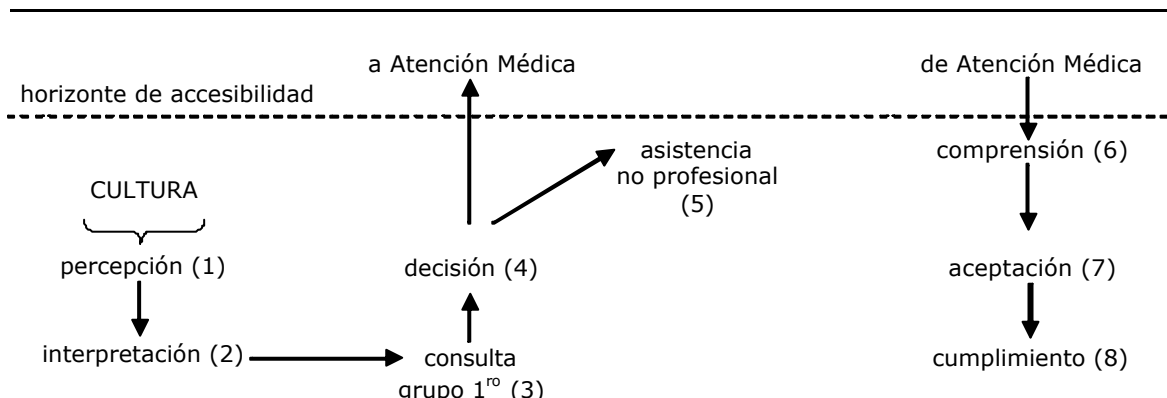 a Atención Médica
de Atención Médica
horizonte de accesibilidad
asistencia
no profesional
(5)
comprensión (6)
CULTURA
percepción (1)
decisión (4)
aceptación (7)
interpretación (2)
consulta
grupo 1ro (3)
cumplimiento (8)